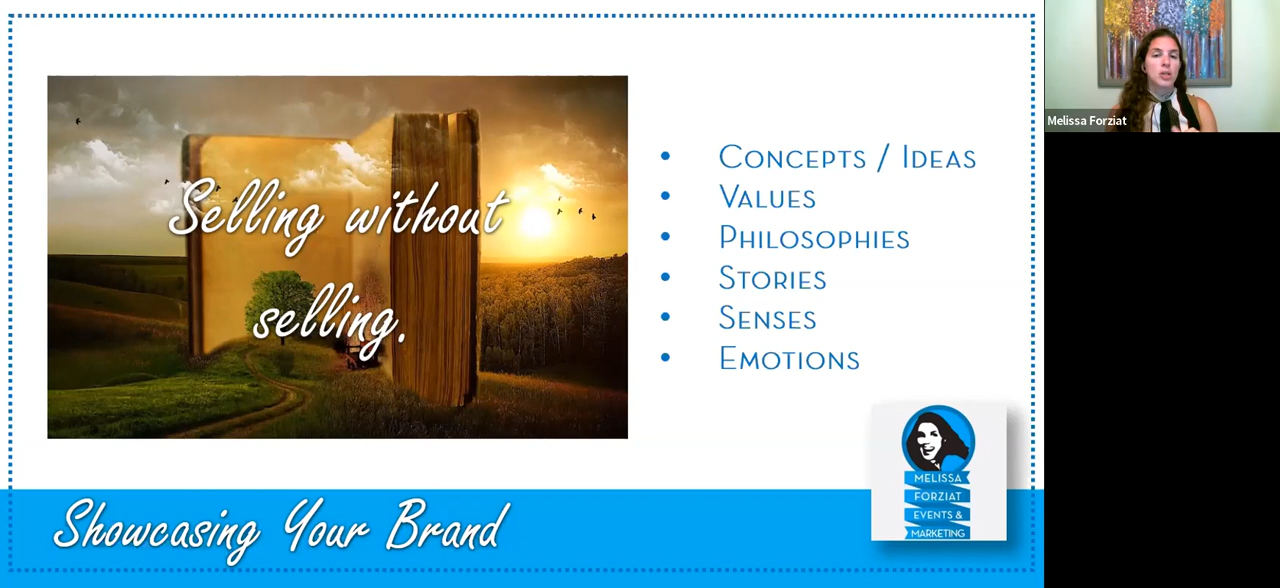 Selling without
selling.
• Concepts / Ideas
• Values
• Philosophies
• Stories
• Senses
• Emotions
Melissa
Forziat
Events &
Marketing
Showcasing Your Brand
Melissa Forziat